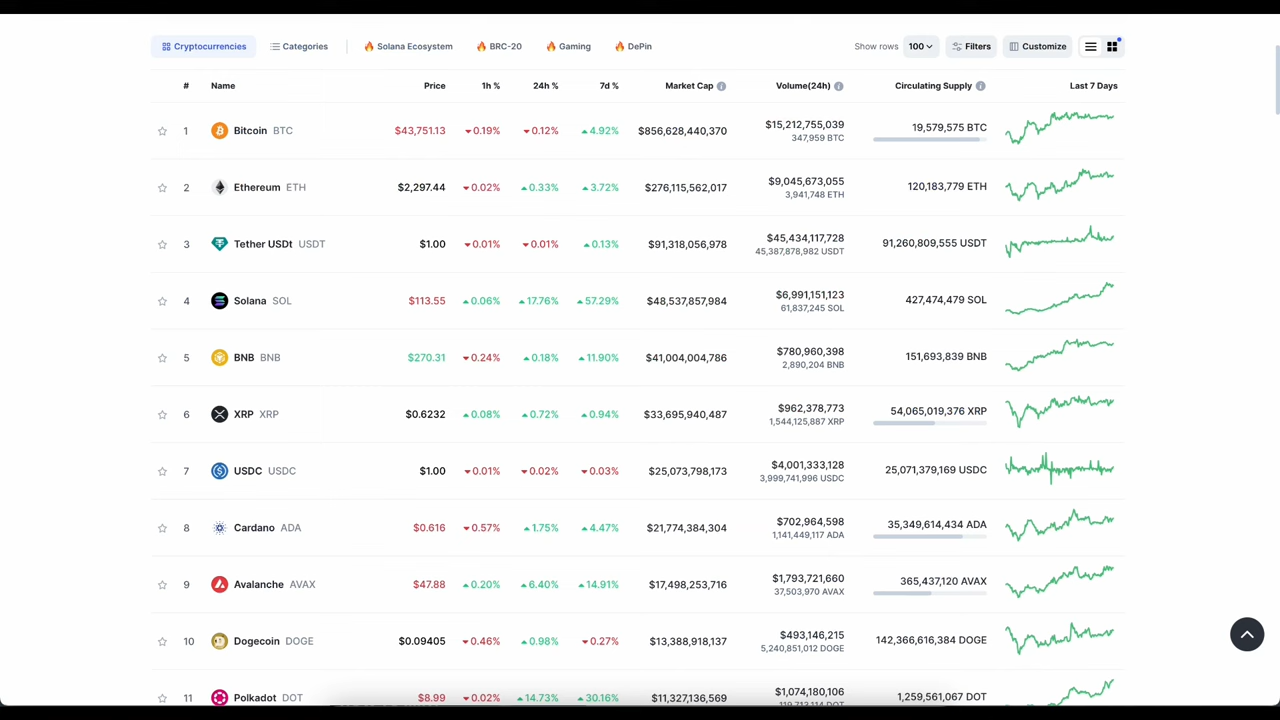 Cryptocurrencies Categories Solana Ecosystem BRC-20 Gaming DePin Show rows 100 Filters Customize
# Name Price 1h % 24h % 7d % Market Cap Volume(24h) Circulating Supply Last 7 Days
1 Bitcoin BTC $43,751.13 0.19% 0.12% 4.92% $856,628,440,370 $15,212,755,039 19,579,575 BTC
347,959 BTC
2 Ethereum ETH $2,297.44 0.02% 0.33% 3.72% $276,115,562,017 $9,045,673,055 120,183,779 ETH
3,941,748 ETH
3 Tether USDt USDT $1.00 0.01% 0.01% 0.13% $91,318,056,978 $45,434,117,728 91,260,809,555 USDT
45,387,878,982 USDT
4 Solana SOL $113.55 0.06% 17.76% 57.29% $48,537,857,984 $6,991,151,123 427,474,479 SOL
61,837,245 SOL
5 BNB BNB $270.31 0.24% 0.18% 11.90% $41,004,004,786 $780,960,398 151,693,839 BNB
2,890,204 BNB
6 XRP XRP $0.6232 0.08% 0.72% 0.94% $33,695,940,487 $962,378,773 54,065,019,376 XRP
1,544,125,887 XRP
7 USDC USDC $1.00 0.01% 0.02% 0.03% $25,073,798,173 $4,001,333,128 25,071,379,169 USDC
3,999,741,996 USDC
8 Cardano ADA $0.616 0.57% 1.75% 4.47% $21,774,384,304 $702,964,598 35,349,614,434 ADA
1,141,449,117 ADA
9 Avalanche AVAX $47.88 0.20% 6.40% 14.91% $17,498,253,716 $1,793,721,660 365,437,120 AVAX
37,503,970 AVAX
10 Dogecoin DOGE $0.09405 0.46% 0.98% 0.27% $13,388,918,137 $493,146,215 142,366,616,384 DOGE
5,240,851,012 DOGE
11 Polkadot DOT $8.99 0.02% 14.73% 30.16% $11,327,136,569 $1,074,180,106 1,259,561,067 DOT